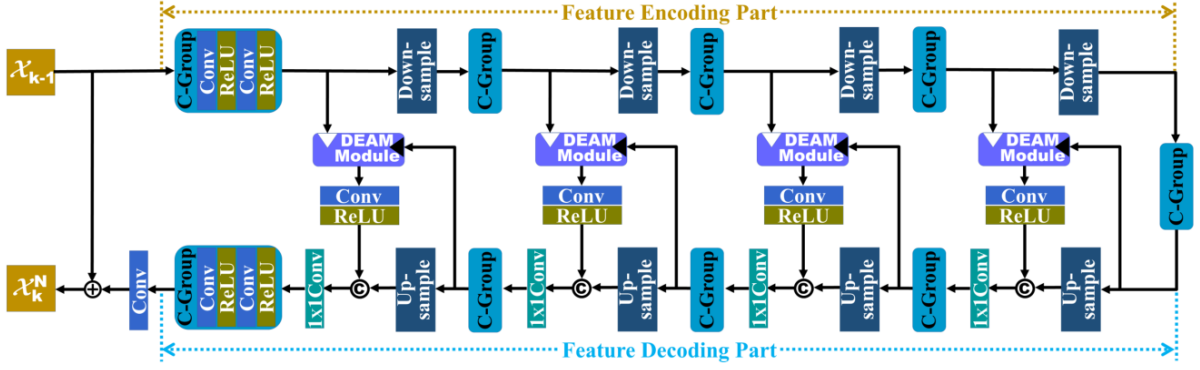 Feature Encoding Part
𝒳k-1
C-Group
Conv
ReLU
Conv
ReLU
Down-
sample
C-Group
Down-
sample
C-Group
Down-
sample
C-Group
Down-
sample
DEAM
Module
DEAM
Module
DEAM
Module
DEAM
Module
C-Group
Conv
ReLU
Conv
ReLU
Conv
ReLU
Conv
ReLU
𝒳kN
+
Conv
C-Group
Conv
ReLU
Conv
ReLU
1x1Conv
C
Up-
sample
C-Group
1x1Conv
C
Up-
sample
C-Group
1x1Conv
C
Up-
sample
C-Group
1x1Conv
C
Up-
sample
Feature Decoding Part